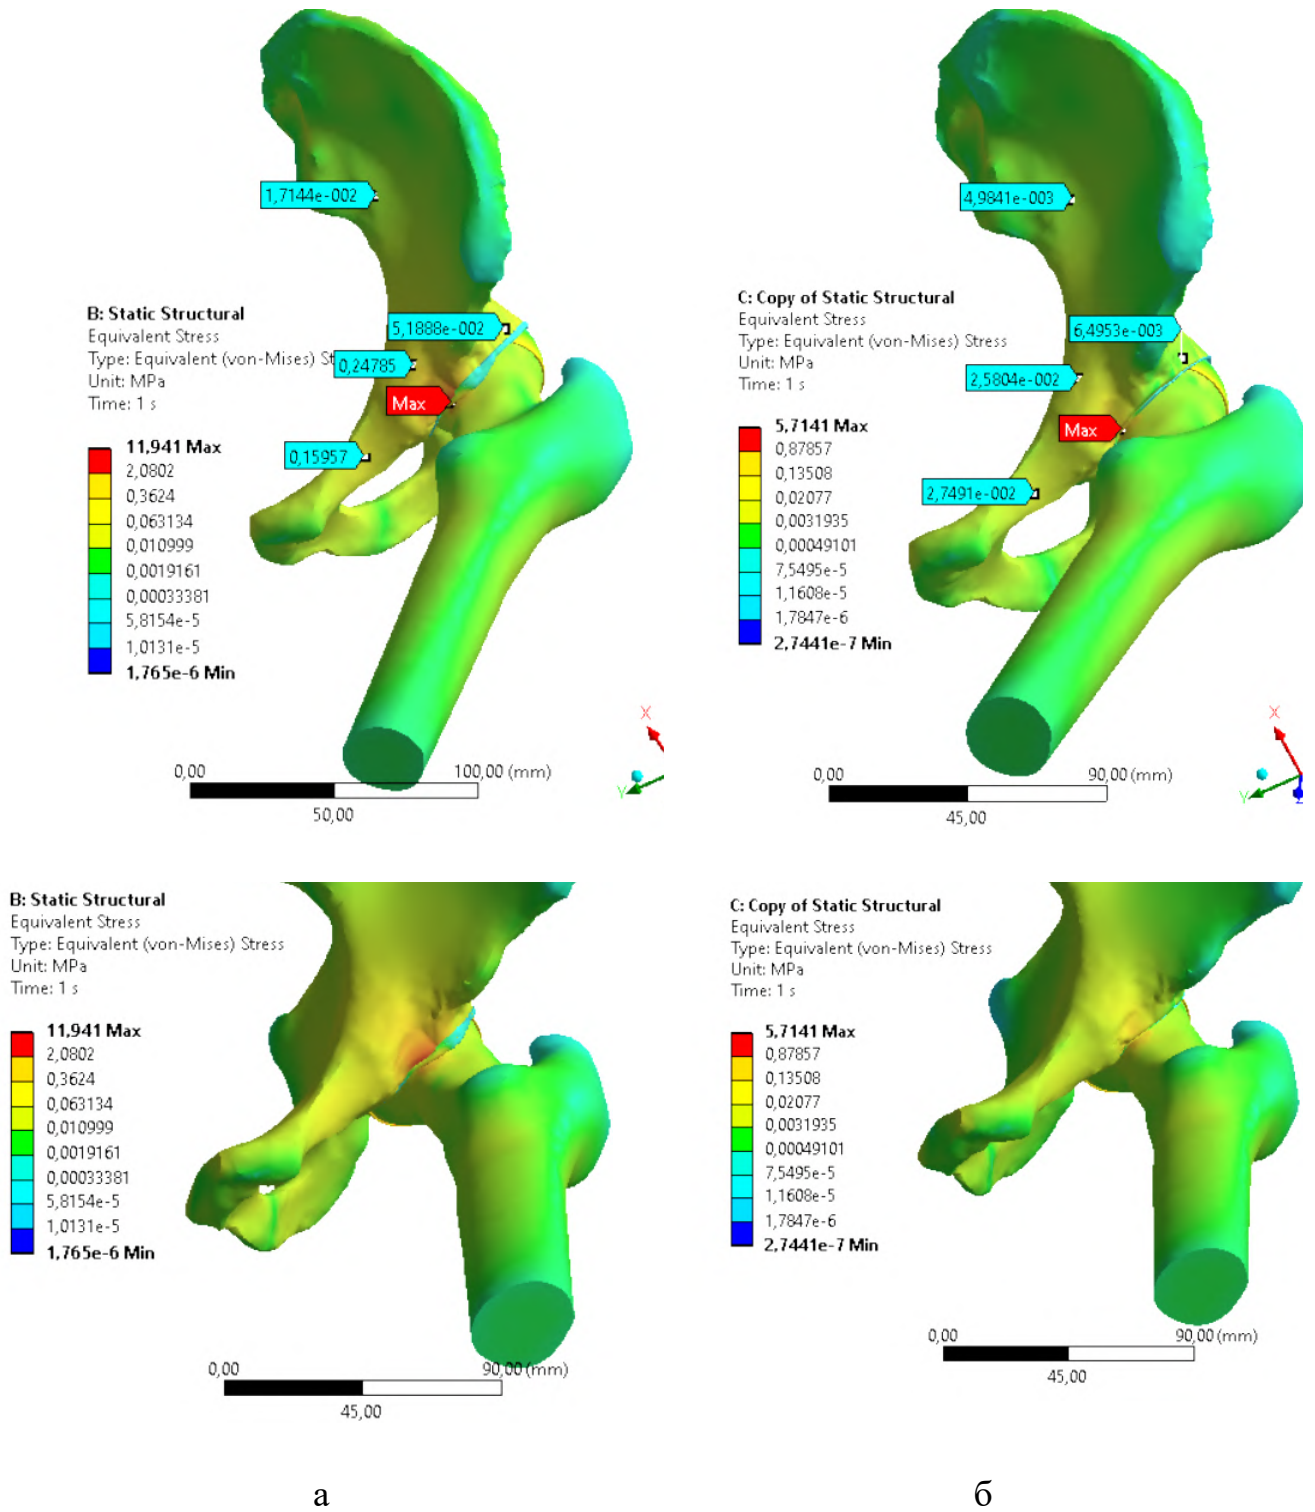 1,7144e-002
B: Static Structural
Equivalent Stress
Type: Equivalent (von-Mises) St
Unit: MPa
Time: 1 s
5,1888e-002
0,24785
Max
0,15957
11,941 Max
2,0802
0,3624
0,063134
0,010999
0,0019161
0,00033381
5,8154e-5
1,0131e-5
1,765e-6 Min
0,00
100,00 (mm)
50,00
X
Y
4,9841e-003
C: Copy of Static Structural
Equivalent Stress
Type: Equivalent (von-Mises) Stress
Unit: MPa
Time: 1 s
6,4953e-003
2,5804e-002
Max
2,7491e-002
5,7141 Max
0,87857
0,13508
0,02077
0,0031935
0,00049101
7,5495e-5
1,1608e-5
1,7847e-6
2,7441e-7 Min
0,00
90,00 (mm)
45,00
X
Y
Z
B: Static Structural
Equivalent Stress
Type: Equivalent (von-Mises) Stress
Unit: MPa
Time: 1 s
11,941 Max
2,0802
0,3624
0,063134
0,010999
0,0019161
0,00033381
5,8154e-5
1,0131e-5
1,765e-6 Min
0,00
90,00 (mm)
45,00
C: Copy of Static Structural
Equivalent Stress
Type: Equivalent (von-Mises) Stress
Unit: MPa
Time: 1 s
5,7141 Max
0,87857
0,13508
0,02077
0,0031935
0,00049101
7,5495e-5
1,1608e-5
1,7847e-6
2,7441e-7 Min
0,00
90,00 (mm)
45,00
а
б